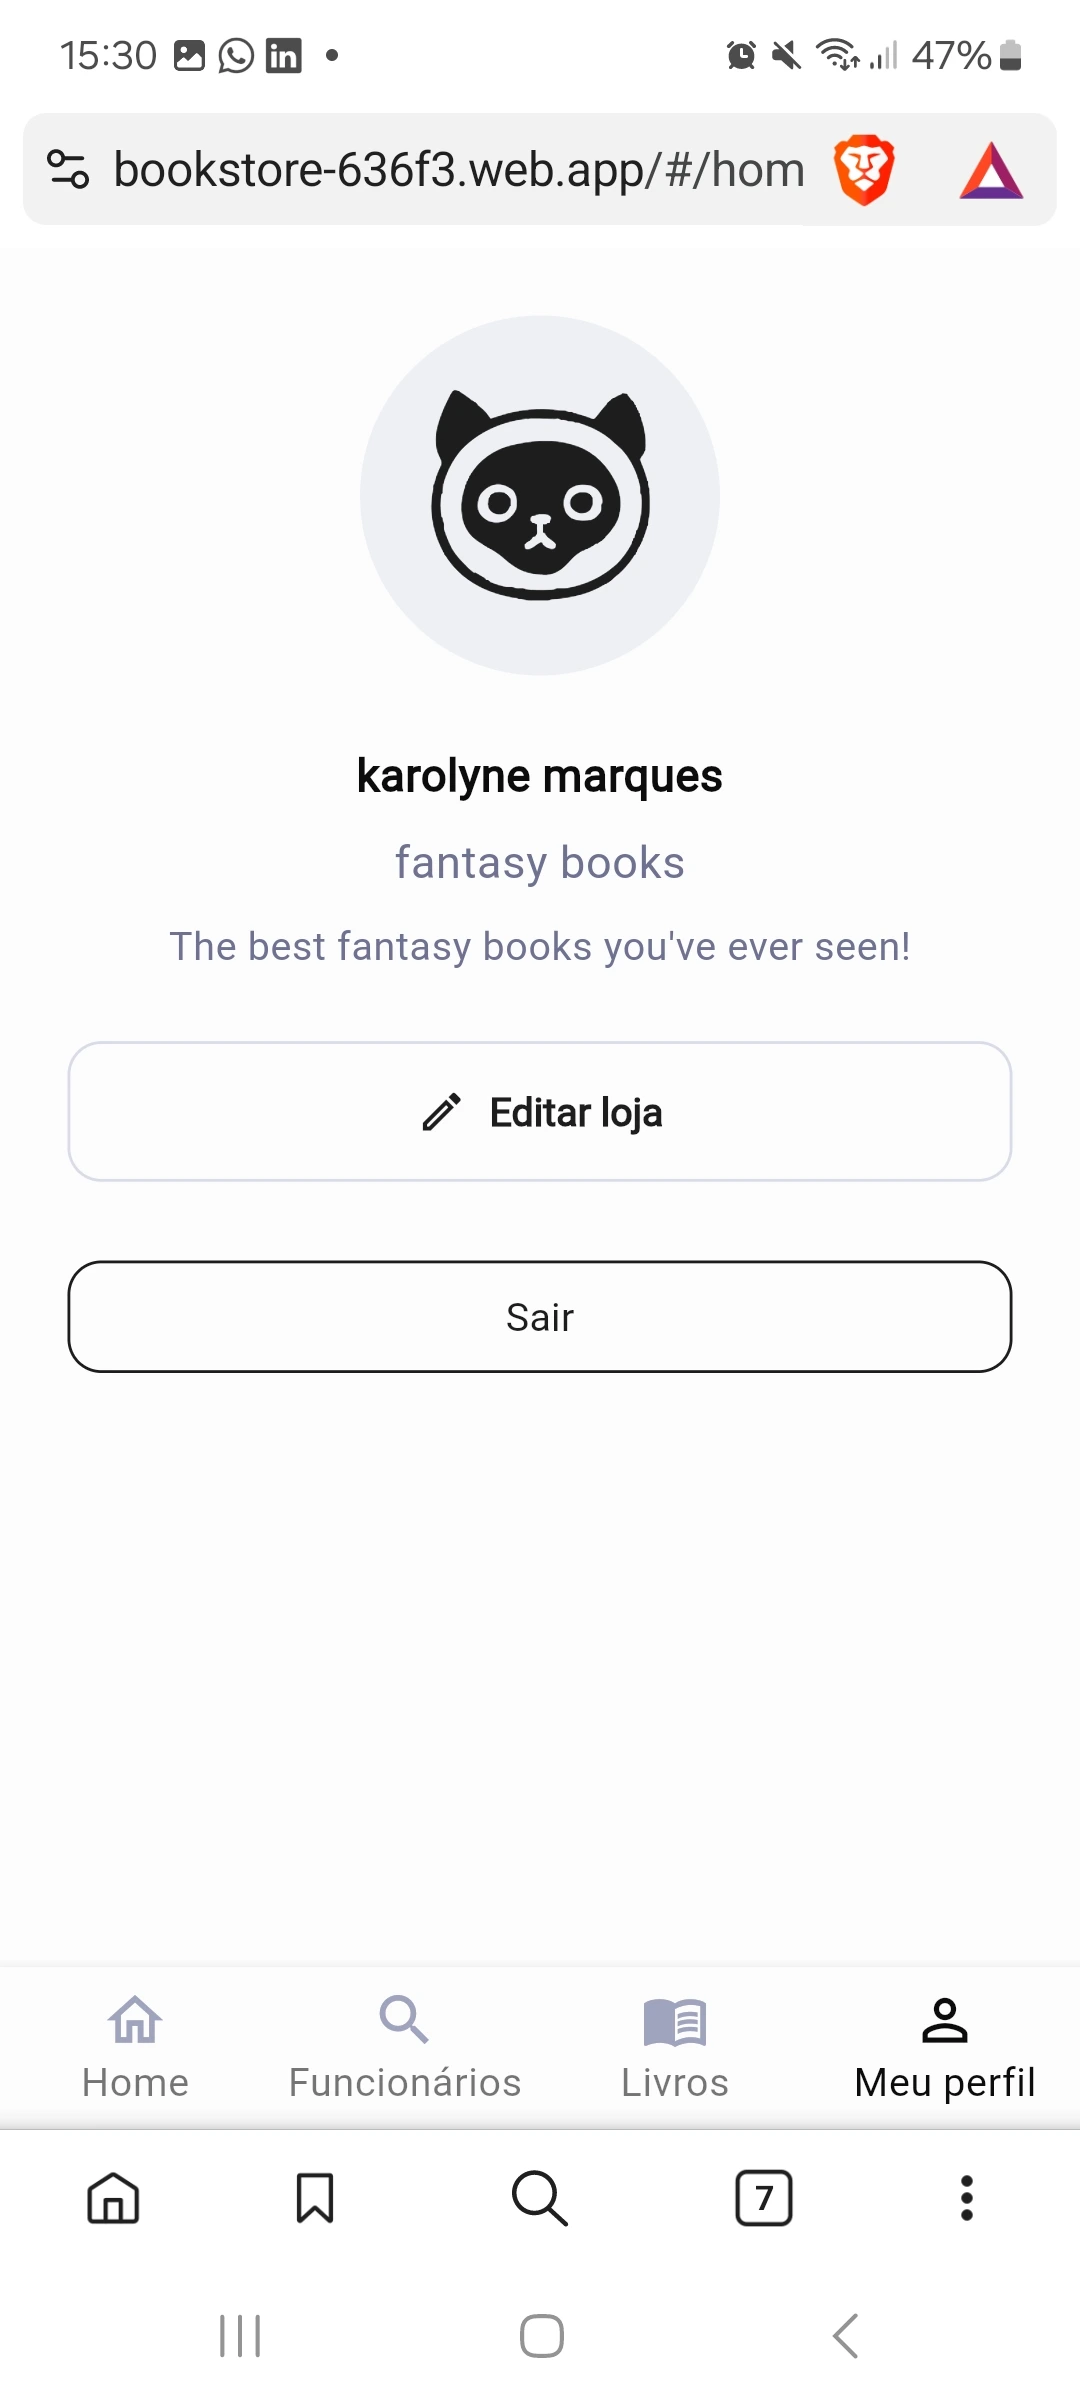 15:30
47%
bookstore-636f3.web.app/#/hom
karolyne marques
fantasy books
The best fantasy books you've ever seen!
Editar loja
Sair
Home
Funcionários
Livros
Meu perfil
7